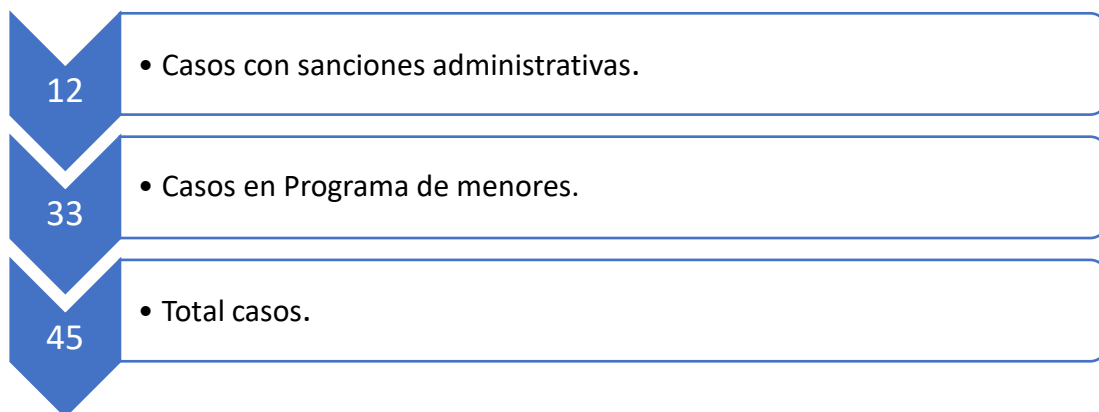 12
• Casos con sanciones administrativas.
33
• Casos en Programa de menores.
45
• Total casos.